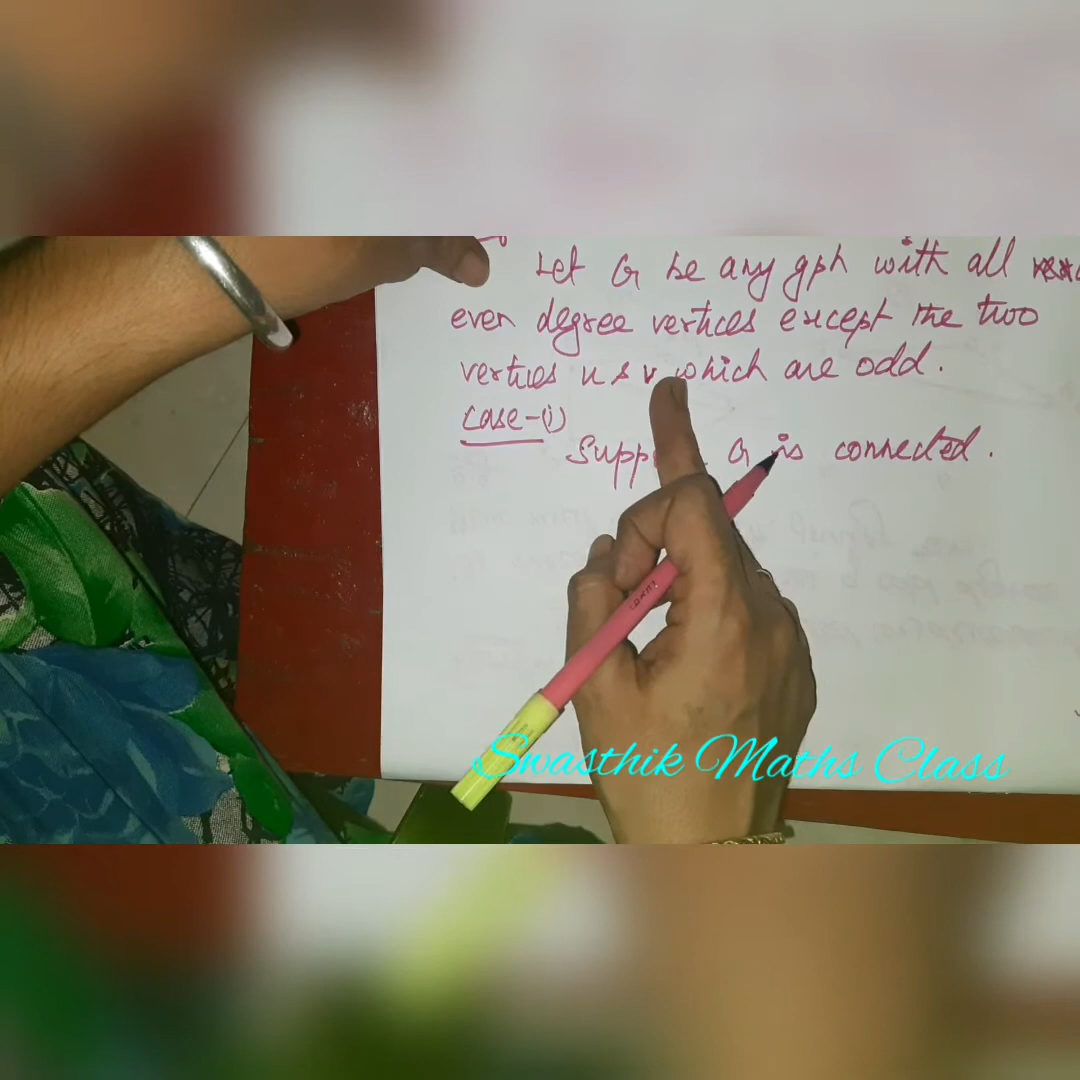 Let G be any gph with all
even degree vertices except the two
verties u & v which are odd.
Case-(i)
G is connected.
Swasthik Maths Class